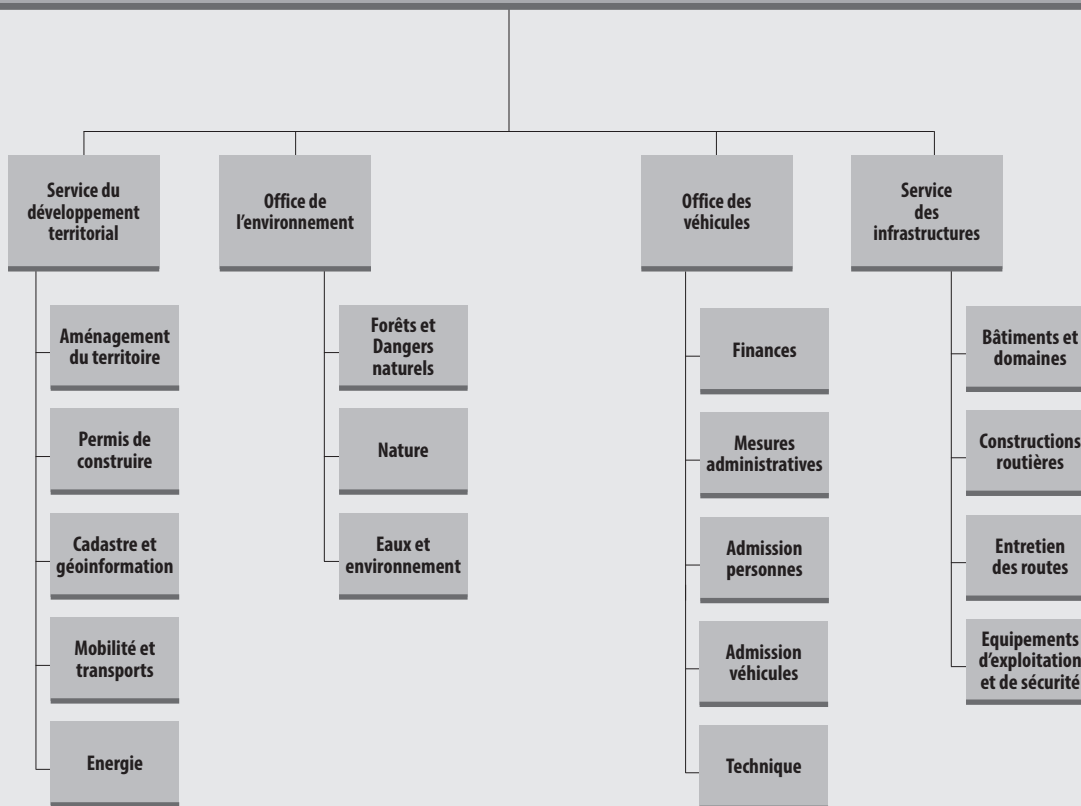 Service du
développement
territorial
Office de
l’environnement
Office des
véhicules
Service
des
infrastructures
Aménagement
du territoire
Permis de
construire
Cadastre et
géoinformation
Mobilité et
transports
Energie
Forêts et
Dangers
naturels
Nature
Eaux et
environnement
Finances
Mesures
administratives
Admission
personnes
Admission
véhicules
Technique
Bâtiments et
domaines
Constructions
routières
Entretien
des routes
Equipements
d’exploitation
et de sécurité